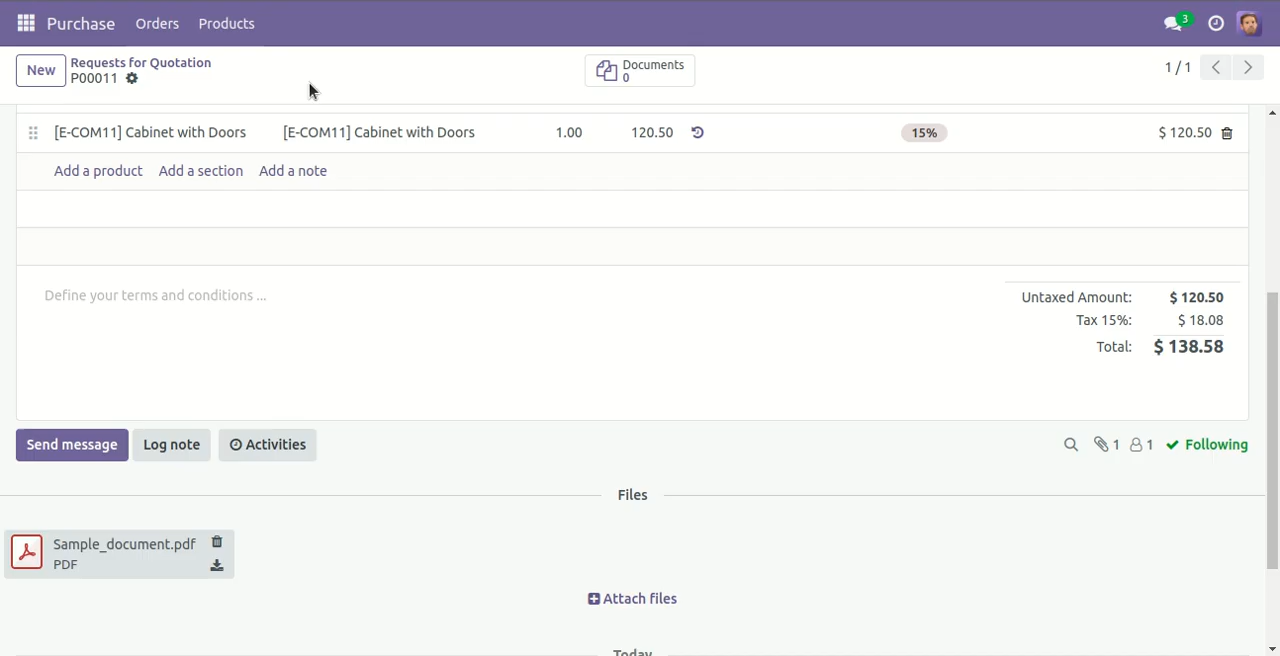 Purchase Orders Products 3
New Requests for Quotation Documents 1 / 1
P00011 0
[E-COM11] Cabinet with Doors [E-COM11] Cabinet with Doors 1.00 120.50 15% $ 120.50
Add a product Add a section Add a note
Define your terms and conditions ... Untaxed Amount: $ 120.50
Tax 15%: $ 18.08
Total: $ 138.58
Send message Log note Activities 1 1 Following
Files
Sample_document.pdf
PDF
Attach files
Today